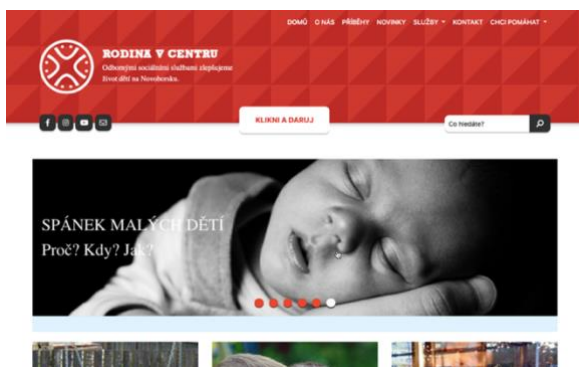 DOMŮ O NÁS PŘÍBĚHY NOVINKY SLUŽBY KONTAKT CHCI POMÁHAT
RODINA V CENTRU
Odbornými sociálními službami zlepšujeme
život dětí na Novoborsku.
KLIKNI A DARUJ
Co hledáte?
SPÁNEK MALÝCH DĚTÍ
Proč? Kdy? Jak?